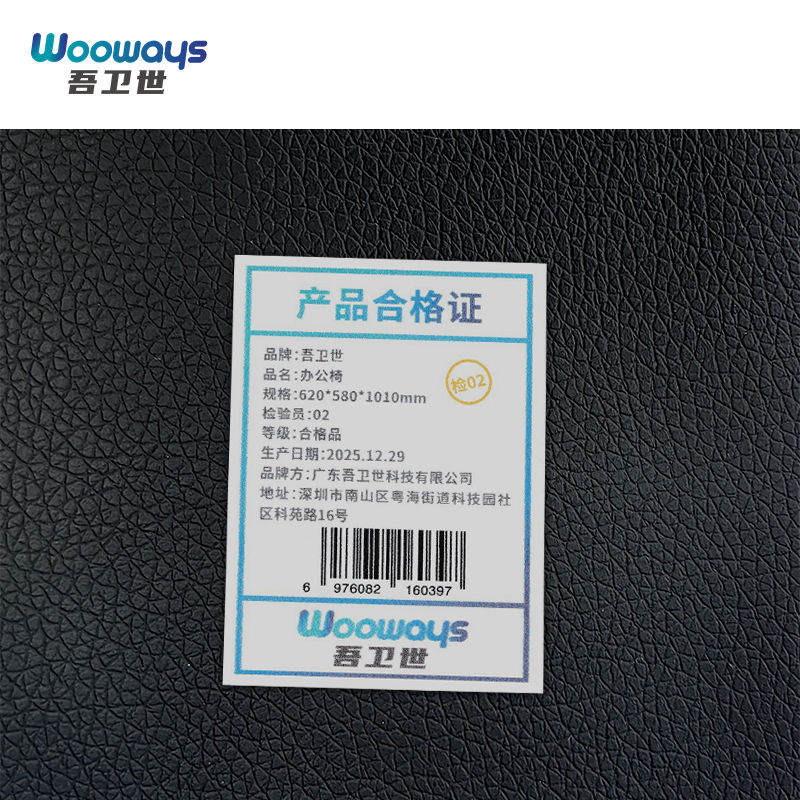 Wooways
吾卫世
产品合格证
品牌:吾卫世
品名:办公椅
规格:620*580*1010mm
检02
检验员:02
等级:合格品
生产日期:2025.12.29
品牌方:广东吾卫世科技有限公司
地址:深圳市南山区粤海街道科技园社
区科苑路16号
6 976082 160397
Wooways
吾卫世